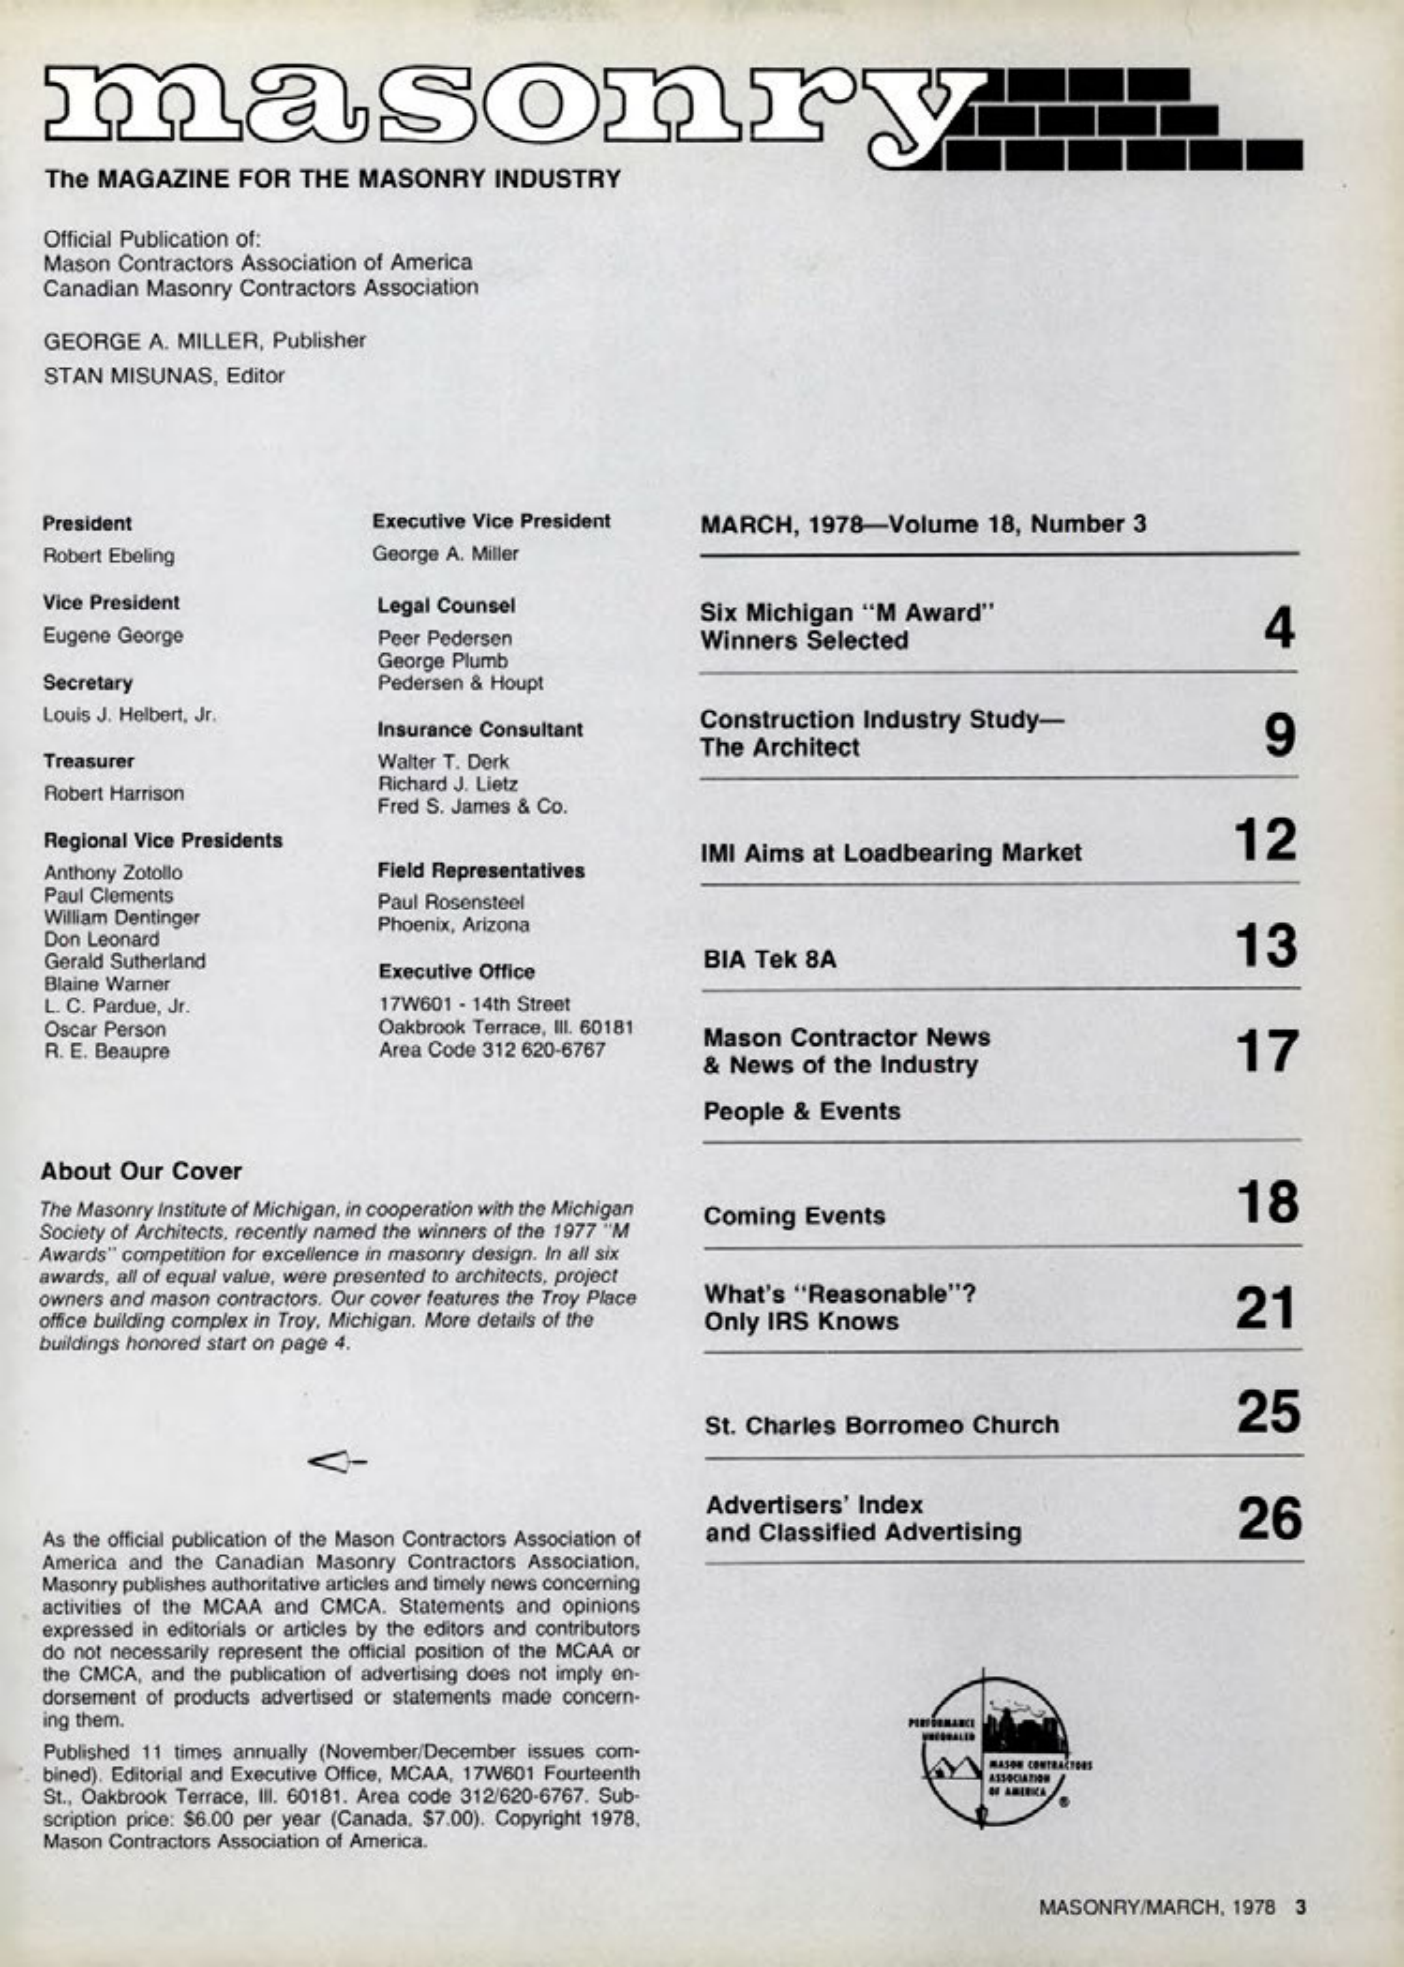 masonry
The MAGAZINE FOR THE MASONRY INDUSTRY
Official Publication of:
Mason Contractors Association of America
Canadian Masonry Contractors Association
GEORGE A. MILLER, Publisher
STAN MISUNAS, Editor
President
Robert Ebeling
Vice President
Eugene George
Secretary
Louis J. Helbert, Jr.
Treasurer
Robert Harrison
Regional Vice Presidents
Anthony Zotollo
Paul Clements
William Dentinger
Don Leonard
Gerald Sutherland
Blaine Warner
L. C. Pardue, Jr.
Oscar Person
R. E. Beaupre
Executive Vice President
George A. Miller
Legal Counsel
Peer Pedersen
George Plumb
Pedersen & Houpt
Insurance Consultant
Walter T. Derk
Richard J. Lietz
Fred S. James & Co.
Field Representatives
Paul Rosensteel
Phoenix, Arizona
Executive Office
17W601 - 14th Street
Oakbrook Terrace, Ill. 60181
Area Code 312 620-6767
About Our Cover
The Masonry Institute of Michigan, in cooperation with the Michigan
Society of Architects, recently named the winners of the 1977 "M
Awards" competition for excellence in masonry design. In all six
awards, all of equal value, were presented to architects, project
owners and mason contractors. Our cover features the Troy Place
office building complex in Troy, Michigan. More details of the
buildings honored start on page 4.
As the official publication of the Mason Contractors Association of
America and the Canadian Masonry Contractors Association,
Masonry publishes authoritative articles and timely news concerning
activities of the MCAA and CMCA. Statements and opinions
expressed in editorials or articles by the editors and contributors
do not necessarily represent the official position of the MCAA or
the CMCA, and the publication of advertising does not imply en-
dorsement of products advertised or statements made concern-
ing them.
Published 11 times annually (November/December issues com-
bined). Editorial and Executive Office, MCAA, 17W601 Fourteenth
St., Oakbrook Terrace, Ill. 60181. Area code 312/620-6767. Sub-
scription price: $6.00 per year (Canada, $7.00). Copyright 1978,
Mason Contractors Association of America.
MARCH, 1978—Volume 18, Number 3
Six Michigan "M Award"
Winners Selected 4
Construction Industry Study—
The Architect 9
IMI Aims at Loadbearing Market 12
BIA Tek 8A 13
Mason Contractor News
& News of the Industry 17
People & Events
Coming Events 18
What's "Reasonable"?
Only IRS Knows 21
St. Charles Borromeo Church 25
Advertisers' Index
and Classified Advertising 26
PERFORMANCE
UNEQUALED
MASON CONTRACTORS
ASSOCIATION
OF AMERICA ®
MASONRY/MARCH, 1978 3